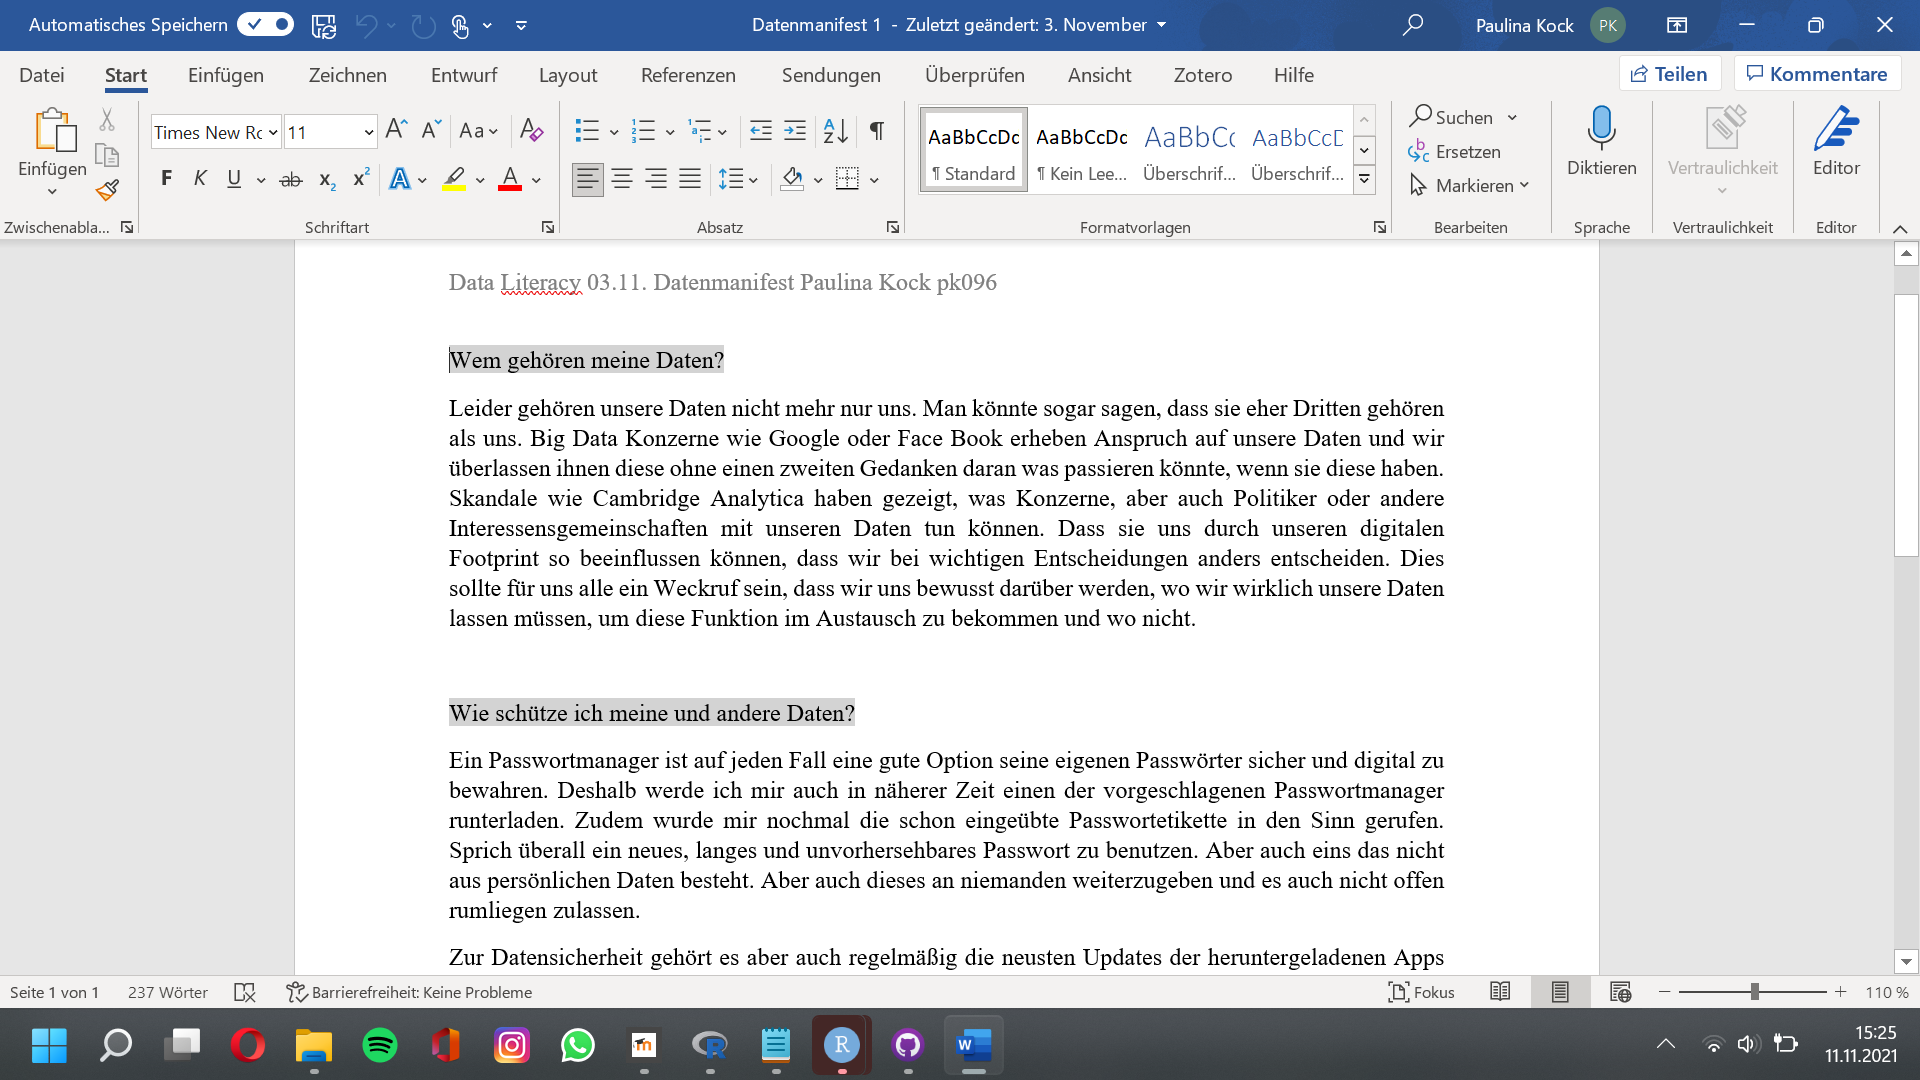 Automatisches Speichern
Datenmanifest 1 - Zuletzt geändert: 3. November
Paulina Kock PK
Datei Start Einfügen Zeichnen Entwurf Layout Referenzen Sendungen Überprüfen Ansicht Zotero Hilfe
Teilen Kommentare
Einfügen
Zwischenabla...
Times New Rc 11
Aa
F K U ab x₂ x²
Schriftart
Absatz
AaBbCcDc AaBbCcDc AaBbCc AaBbCcD
¶ Standard ¶ Kein Lee... Überschrif... Überschrif...
Formatvorlagen
Suchen
Ersetzen
Markieren
Bearbeiten
Diktieren
Sprache
Vertraulichkeit
Vertraulichkeit
Editor
Editor
Data Literacy 03.11. Datenmanifest Paulina Kock pk096
Wem gehören meine Daten?
Leider gehören unsere Daten nicht mehr nur uns. Man könnte sogar sagen, dass sie eher Dritten gehören
als uns. Big Data Konzerne wie Google oder Face Book erheben Anspruch auf unsere Daten und wir
überlassen ihnen diese ohne einen zweiten Gedanken daran was passieren könnte, wenn sie diese haben.
Skandale wie Cambridge Analytica haben gezeigt, was Konzerne, aber auch Politiker oder andere
Interessensgemeinschaften mit unseren Daten tun können. Dass sie uns durch unseren digitalen
Footprint so beeinflussen können, dass wir bei wichtigen Entscheidungen anders entscheiden. Dies
sollte für uns alle ein Weckruf sein, dass wir uns bewusst darüber werden, wo wir wirklich unsere Daten
lassen müssen, um diese Funktion im Austausch zu bekommen und wo nicht.
Wie schütze ich meine und andere Daten?
Ein Passwortmanager ist auf jeden Fall eine gute Option seine eigenen Passwörter sicher und digital zu
bewahren. Deshalb werde ich mir auch in näherer Zeit einen der vorgeschlagenen Passwortmanager
runterladen. Zudem wurde mir nochmal die schon eingeübte Passwortetikette in den Sinn gerufen.
Sprich überall ein neues, langes und unvorhersehbares Passwort zu benutzen. Aber auch eins das nicht
aus persönlichen Daten besteht. Aber auch dieses an niemanden weiterzugeben und es auch nicht offen
rumliegen zulassen.
Zur Datensicherheit gehört es aber auch regelmäßig die neusten Updates der heruntergeladenen Apps
Seite 1 von 1 237 Wörter Barrierefreiheit: Keine Probleme
Fokus
110 %
15:25
11.11.2021